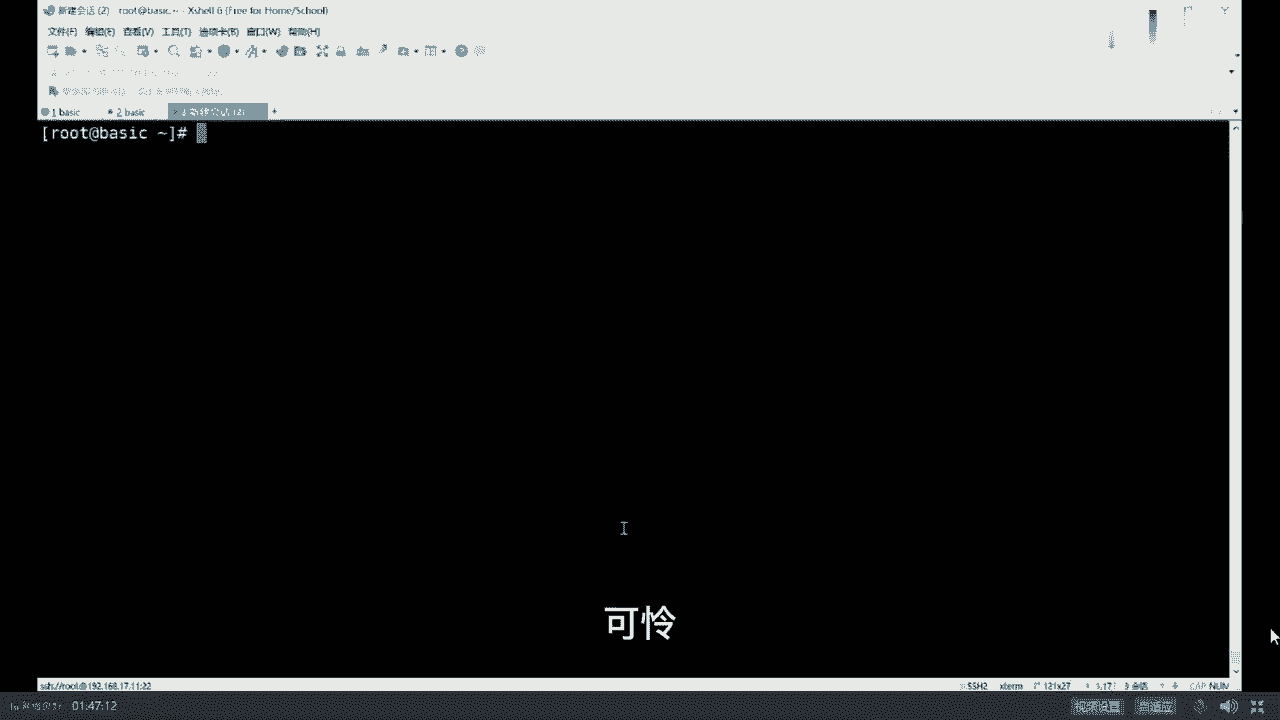 新建会话 (2) root@basic:~ - Xshell 6 (Free for Home/School)
文件(F) 编辑(E) 查看(V) 工具(T) 选项卡(B) 窗口(W) 帮助(H)
1 basic 2 basic 3 新建会话 (2) +
[root@basic ~]#
可怜
ssh://root@192.168.17.11:22 SSH2 xterm 121x27 1,17 3 会话 CAP NUM
01:47:12 视频设置 自适应